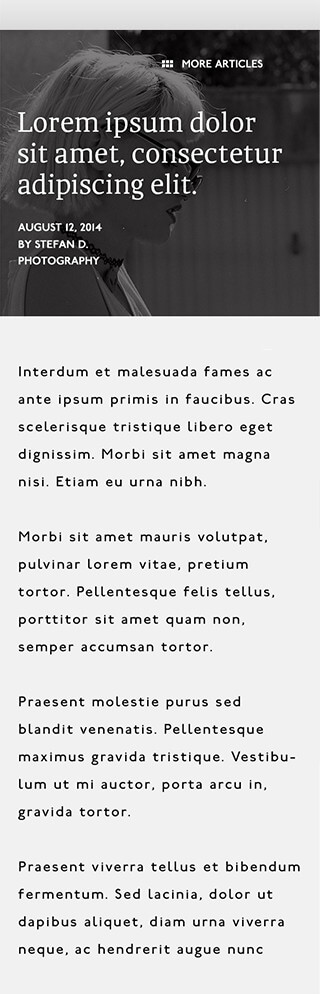 MORE ARTICLES
Lorem ipsum dolor
sit amet, consectetur
adipiscing elit.
AUGUST 12, 2014
BY STEFAN D.
PHOTOGRAPHY
Interdum et malesuada fames ac
ante ipsum primis in faucibus. Cras
scelerisque tristique libero eget
dignissim. Morbi sit amet magna
nisi. Etiam eu urna nibh.
Morbi sit amet mauris volutpat,
pulvinar lorem vitae, pretium
tortor. Pellentesque felis tellus,
porttitor sit amet quam non,
semper accumsan tortor.
Praesent molestie purus sed
blandit venenatis. Pellentesque
maximus gravida tristique. Vestibu-
lum ut mi auctor, porta arcu in,
gravida tortor.
Praesent viverra tellus et bibendum
fermentum. Sed lacinia, dolor ut
dapibus aliquet, diam urna viverra
neque, ac hendrerit augue nunc